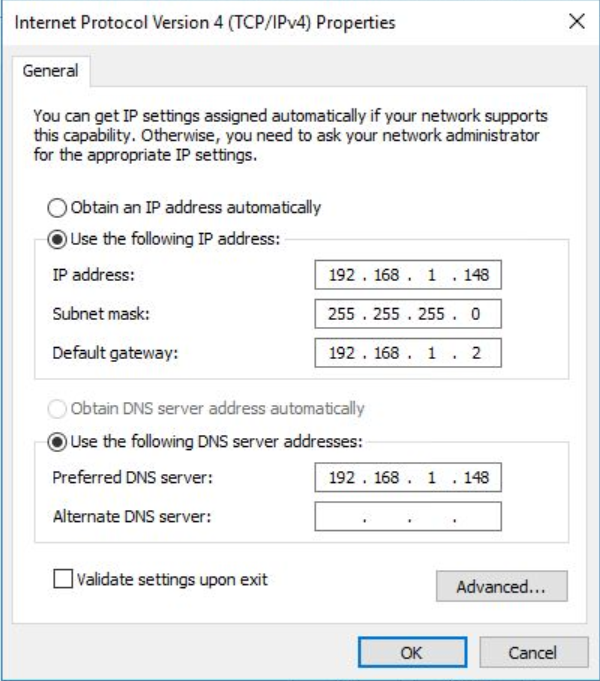 Internet Protocol Version 4 (TCP/IPv4) Properties
General
You can get IP settings assigned automatically if your network supports
this capability. Otherwise, you need to ask your network administrator
for the appropriate IP settings.
Obtain an IP address automatically
Use the following IP address:
IP address: 192 . 168 . 1 . 148
Subnet mask: 255 . 255 . 255 . 0
Default gateway: 192 . 168 . 1 . 2
Obtain DNS server address automatically
Use the following DNS server addresses:
Preferred DNS server: 192 . 168 . 1 . 148
Alternate DNS server: . . .
Validate settings upon exit
Advanced...
OK Cancel